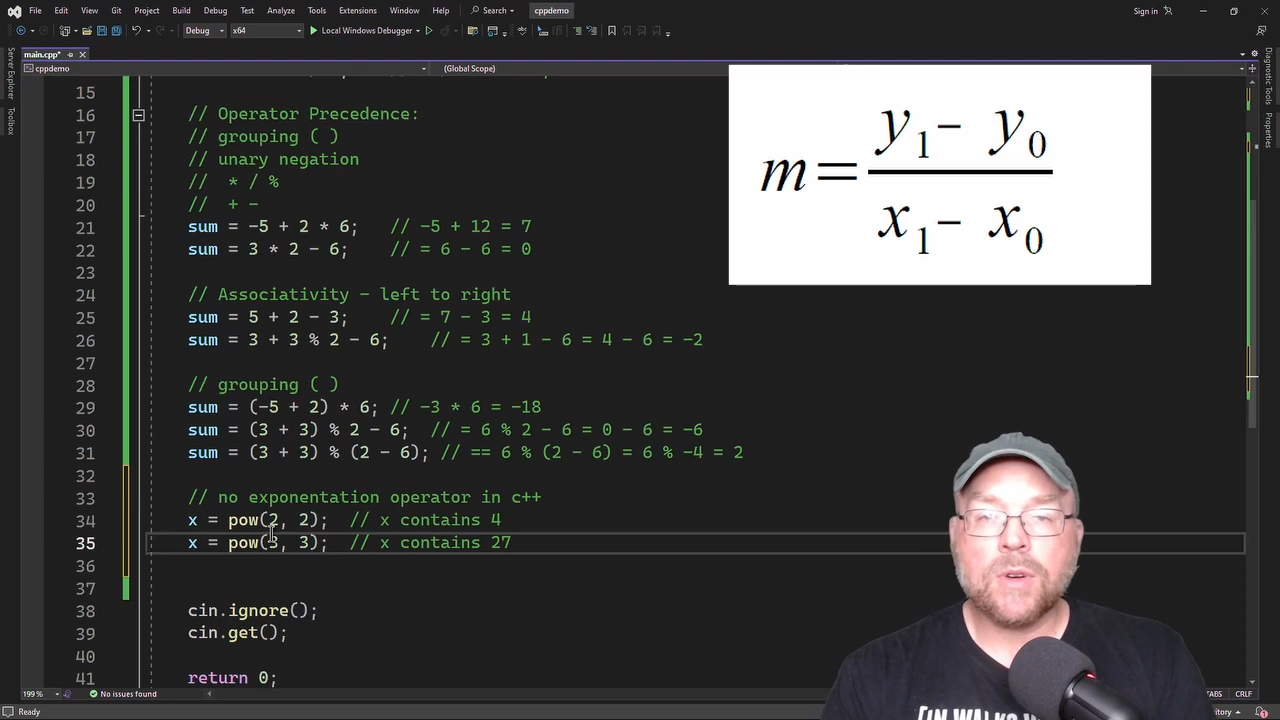 File Edit View Git Project Build Debug Test Analyze Tools Extensions Window Help Search cppdemo Sign in
Debug x64 Local Windows Debugger
main.cpp*
cppdemo (Global Scope)
Server Explorer
Toolbox
Diagnostic Tools
Properties
15
16 // Operator Precedence:
17 // grouping ( )
18 // unary negation
19 // * / %
20 // + -
21 sum = -5 + 2 * 6; // -5 + 12 = 7
22 sum = 3 * 2 - 6; // = 6 - 6 = 0
23
24 // Associativity - left to right
25 sum = 5 + 2 - 3; // = 7 - 3 = 4
26 sum = 3 + 3 % 2 - 6; // = 3 + 1 - 6 = 4 - 6 = -2
27
28 // grouping ( )
29 sum = (-5 + 2) * 6; // -3 * 6 = -18
30 sum = (3 + 3) % 2 - 6; // = 6 % 2 - 6 = 0 - 6 = -6
31 sum = (3 + 3) % (2 - 6); // == 6 % (2 - 6) = 6 % -4 = 2
32
33 // no exponentation operator in c++
34 x = pow(2, 2); // x contains 4
35 x = pow(3, 3); // x contains 27
36
37
38 cin.ignore();
39 cin.get();
40
41 return 0;
m = y1 - y0
x1 - x0
199 % No issues found TABS CRLF
Ready